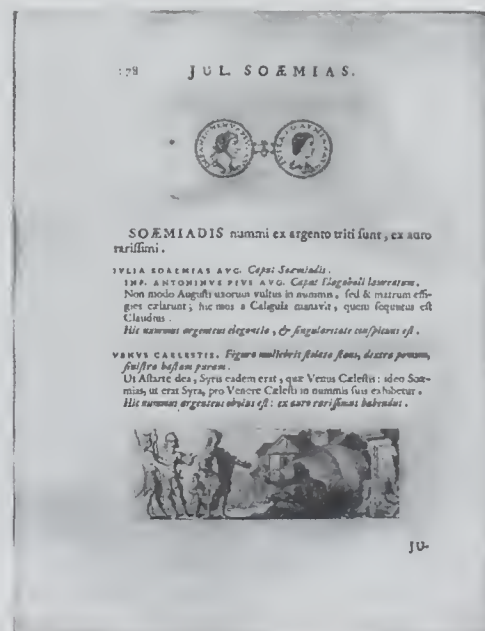 178 JUL. SOÆMIAS.
SOÆMIADIS nummi ex argento triti sunt, ex auro
rarissimi.
IVLIA SOAEMIAS AVG. Caput Soæmiadis.
IMP. ANTONINVS PIVS AVG. Caput Elagabali laureatum.
Non modo Augusti uxorum vultus in nummis, sed & matrum effi-
gies cælarunt; hic mos a Caligula manavit, quem sequutus est
Claudius.
Hic nummus argenteus elegantia, & singularitate conspicuus est.
VENVS CAELESTIS. Figura muliebris stolata stans, dextra pomum,
sinistra hastam puram.
Ut Astarte dea, Syris eadem erat, quæ Venus Cælestis: ideo Soæ-
mias, ut erat Syra, pro Venere Cælesti in nummis suis exhibetur.
Hic nummus argenteus obvius est: ex auro rarissimus habendus.
JU-